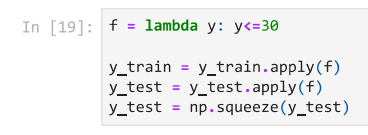 In [19]: f = lambda y: y<=30
y_train = y_train.apply(f)
y_test = y_test.apply(f)
y_test = np.squeeze(y_test)